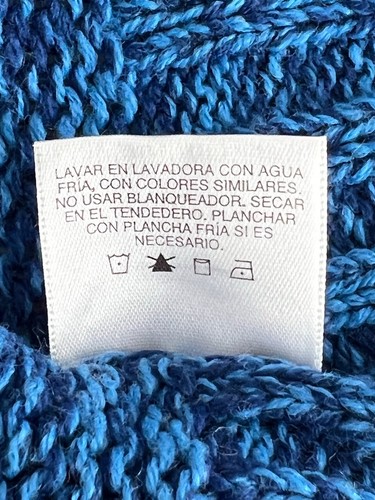 LAVAR EN LAVADORA CON AGUA
FRÍA, CON COLORES SIMILARES.
NO USAR BLANQUEADOR. SECAR
EN EL TENDEDERO. PLANCHAR
CON PLANCHA FRÍA SI ES
NECESARIO.